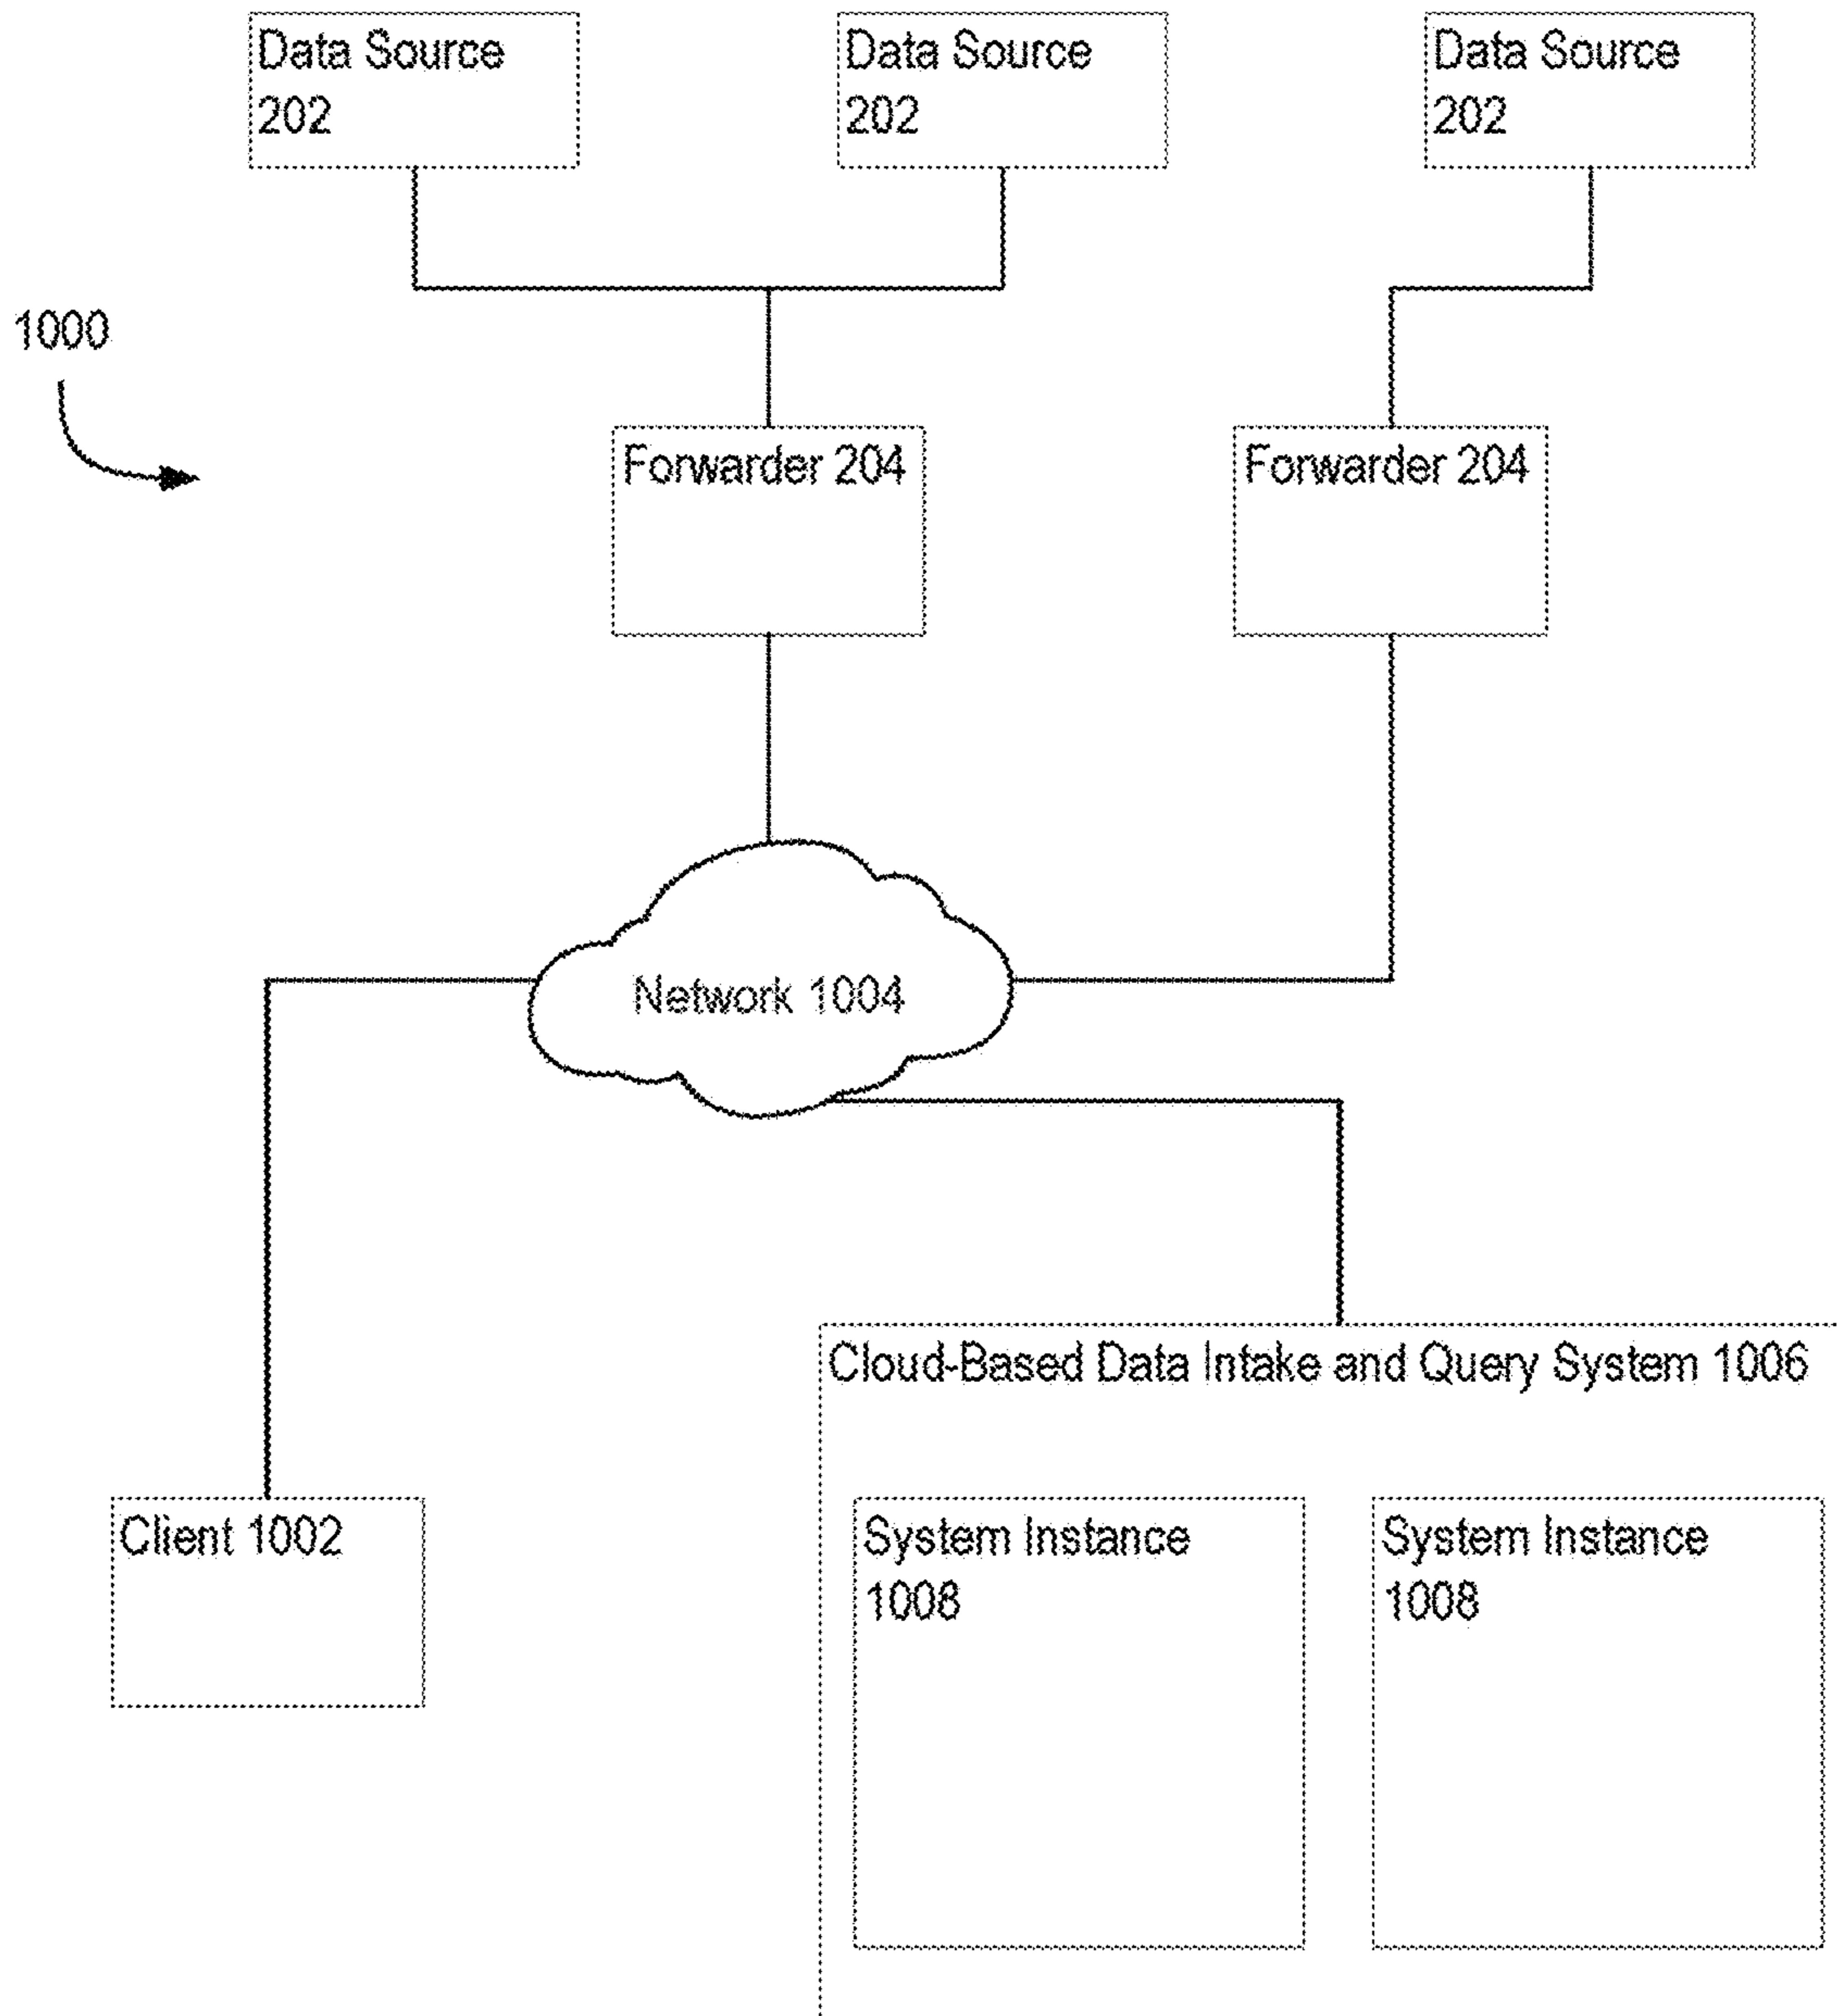 Data Source
202
Data Source
202
Data Source
202
1000
Forwarder 204
Forwarder 204
Network 1004
Cloud-Based Data Intake and Query System 1006
Client 1002
System Instance
1008
System Instance
1008